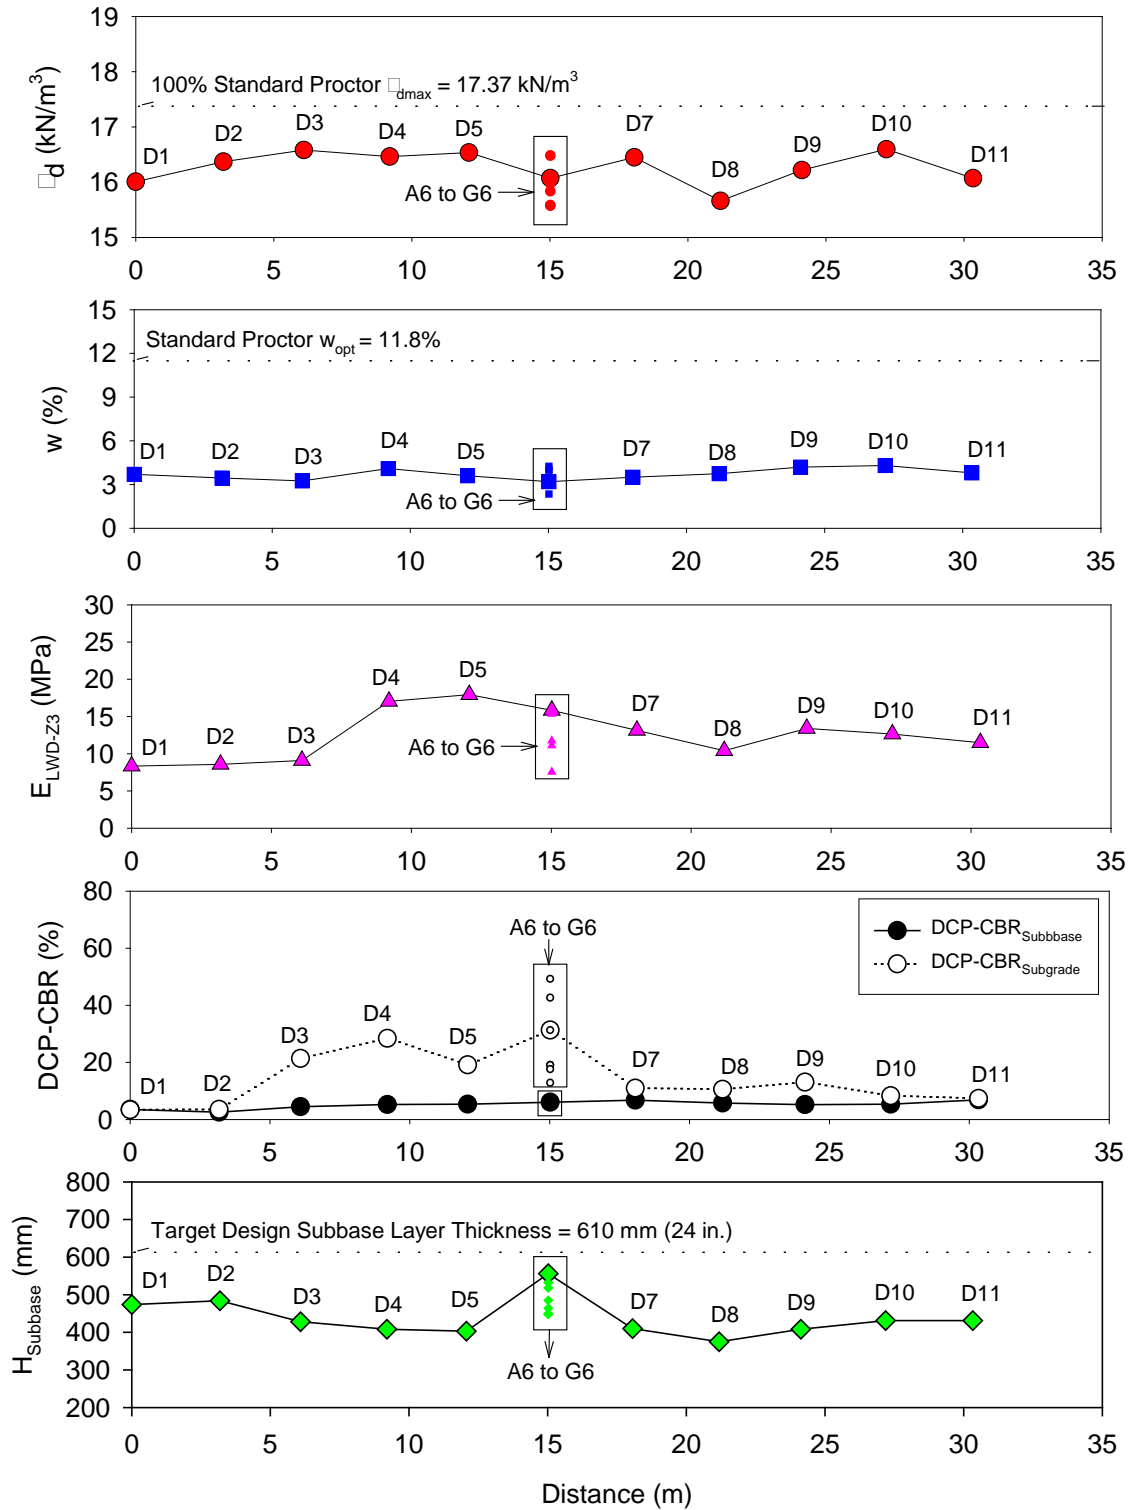 19
18
17
16
15
□d (kN/m3)
100% Standard Proctor □dmax = 17.37 kN/m3
D1 D2 D3 D4 D5 D7 D8 D9 D10 D11
A6 to G6
0 5 10 15 20 25 30 35
15
12
9
6
3
0
w (%)
Standard Proctor wopt = 11.8%
D1 D2 D3 D4 D5 D7 D8 D9 D10 D11
A6 to G6
0 5 10 15 20 25 30 35
30
25
20
15
10
5
0
ELWD-Z3 (MPa)
D1 D2 D3 D4 D5 D7 D8 D9 D10 D11
A6 to G6
0 5 10 15 20 25 30 35
80
60
40
20
0
DCP-CBR (%)
A6 to G6
DCP-CBRSubbbase
DCP-CBRSubgrade
D1 D2 D3 D4 D5 D7 D8 D9 D10 D11
0 5 10 15 20 25 30 35
800
700
600
500
400
300
200
HSubbase (mm)
Target Design Subbase Layer Thickness = 610 mm (24 in.)
D1 D2 D3 D4 D5 D7 D8 D9 D10 D11
A6 to G6
0 5 10 15 20 25 30 35
Distance (m)